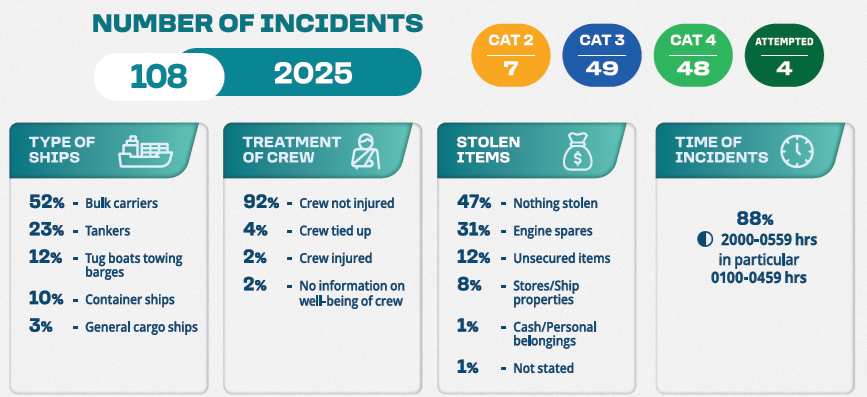 NUMBER OF INCIDENTS
108 2025
CAT 2
7
CAT 3
49
CAT 4
48
ATTEMPTED
4
TYPE OF
SHIPS
52% - Bulk carriers
23% - Tankers
12% - Tug boats towing
barges
10% - Container ships
3% - General cargo ships
TREATMENT
OF CREW
92% - Crew not injured
4% - Crew tied up
2% - Crew injured
2% - No information on
well-being of crew
STOLEN
ITEMS
$
47% - Nothing stolen
31% - Engine spares
12% - Unsecured items
8% - Stores/Ship
properties
1% - Cash/Personal
belongings
1% - Not stated
TIME OF
INCIDENTS
88%
2000-0559 hrs
in particular
0100-0459 hrs